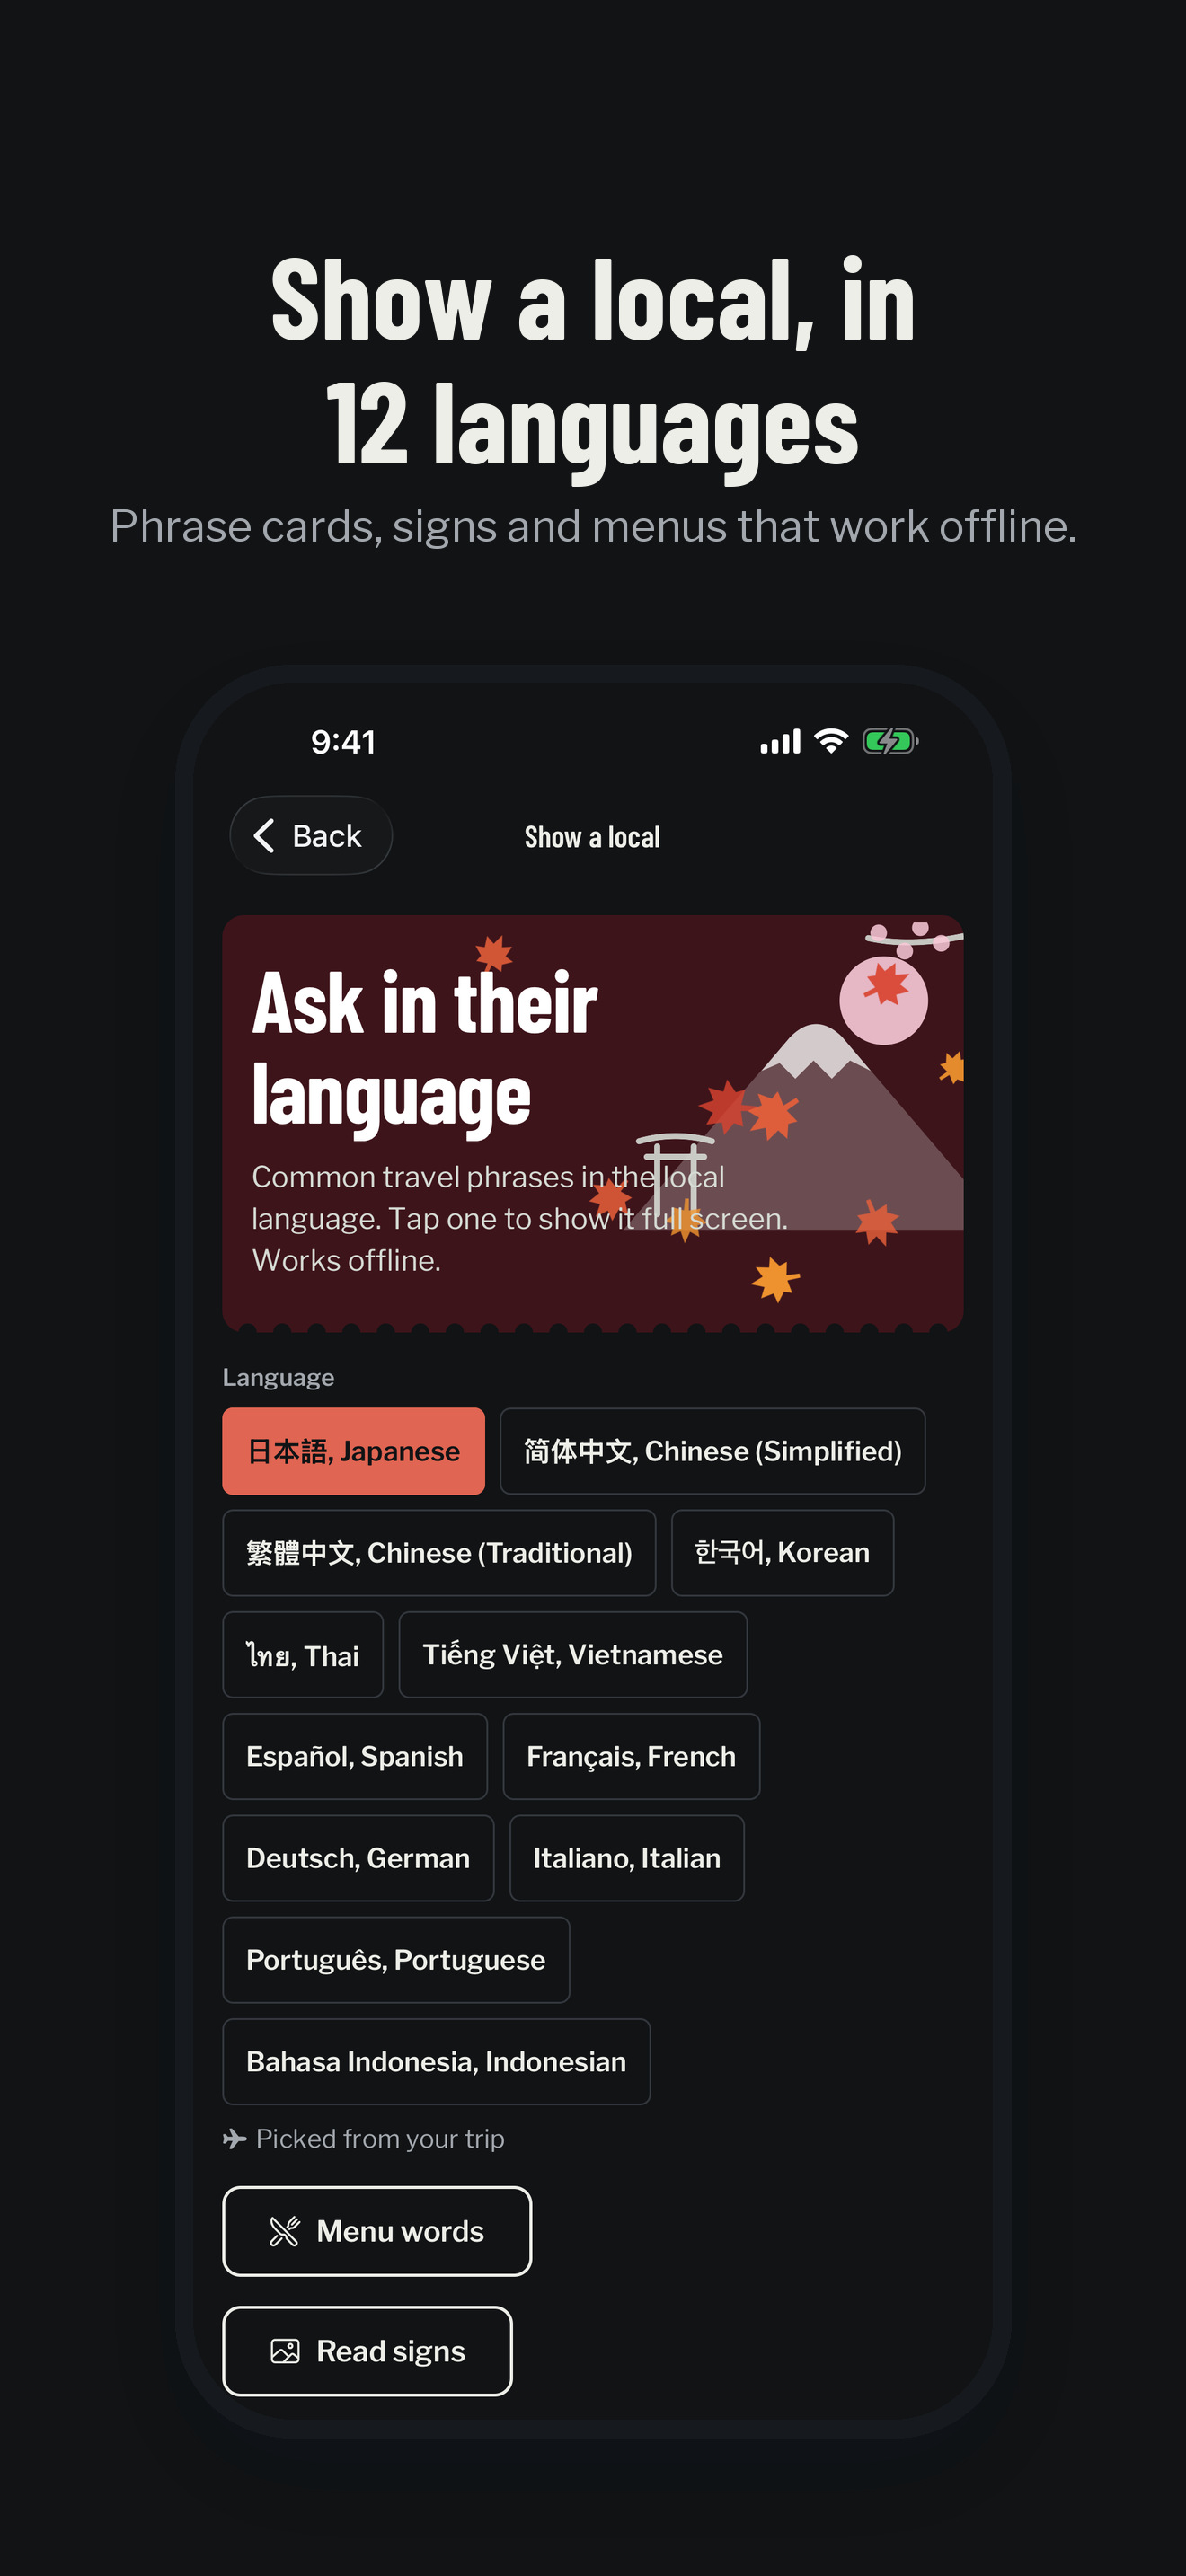 Show a local, in
12 languages
Phrase cards, signs and menus that work offline.
9:41
Back
Show a local
Ask in their
language
Common travel phrases in the local
language. Tap one to show it full screen.
Works offline.
Language
日本語, Japanese
简体中文, Chinese (Simplified)
繁體中文, Chinese (Traditional)
한국어, Korean
ไทย, Thai
Tiếng Việt, Vietnamese
Español, Spanish
Français, French
Deutsch, German
Italiano, Italian
Português, Portuguese
Bahasa Indonesia, Indonesian
Picked from your trip
Menu words
Read signs